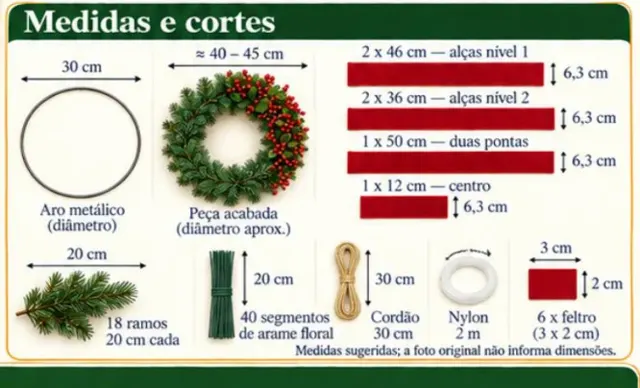 Medidas e cortes
30 cm
≈ 40 – 45 cm
2 x 46 cm — alças nível 1
6,3 cm
2 x 36 cm — alças nível 2
6,3 cm
1 x 50 cm — duas pontas
6,3 cm
1 x 12 cm — centro
6,3 cm
Aro metálico
(diâmetro)
Peça acabada
(diâmetro aprox.)
20 cm
18 ramos
20 cm cada
20 cm
40 segmentos
de arame floral
30 cm
Cordão
30 cm
Nylon
2 m
3 cm
2 cm
6 x feltro
(3 x 2 cm)
Medidas sugeridas; a foto original não informa dimensões.